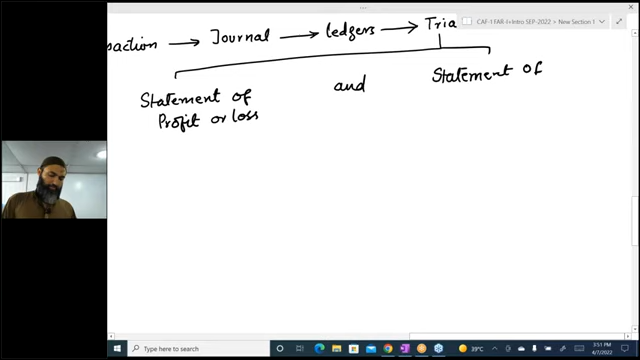 CAF-1 FAR-I+Intro SEP-2022
New Section 1
saction → Journal → Ledgers → Tria
Statement of and Statement of
Profit or loss
Type here to search
39°C
3:51 PM
4/7/2022